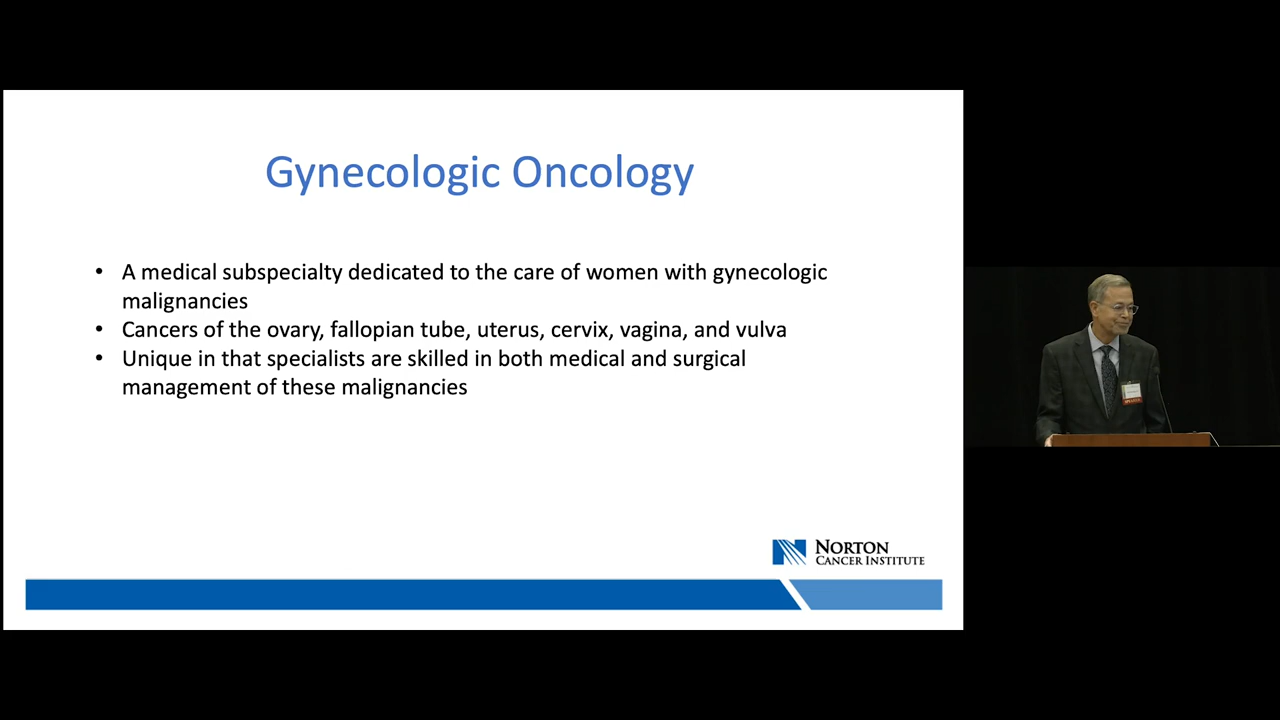 Gynecologic Oncology
• A medical subspecialty dedicated to the care of women with gynecologic
malignancies
• Cancers of the ovary, fallopian tube, uterus, cervix, vagina, and vulva
• Unique in that specialists are skilled in both medical and surgical
management of these malignancies
NORTON
CANCER INSTITUTE